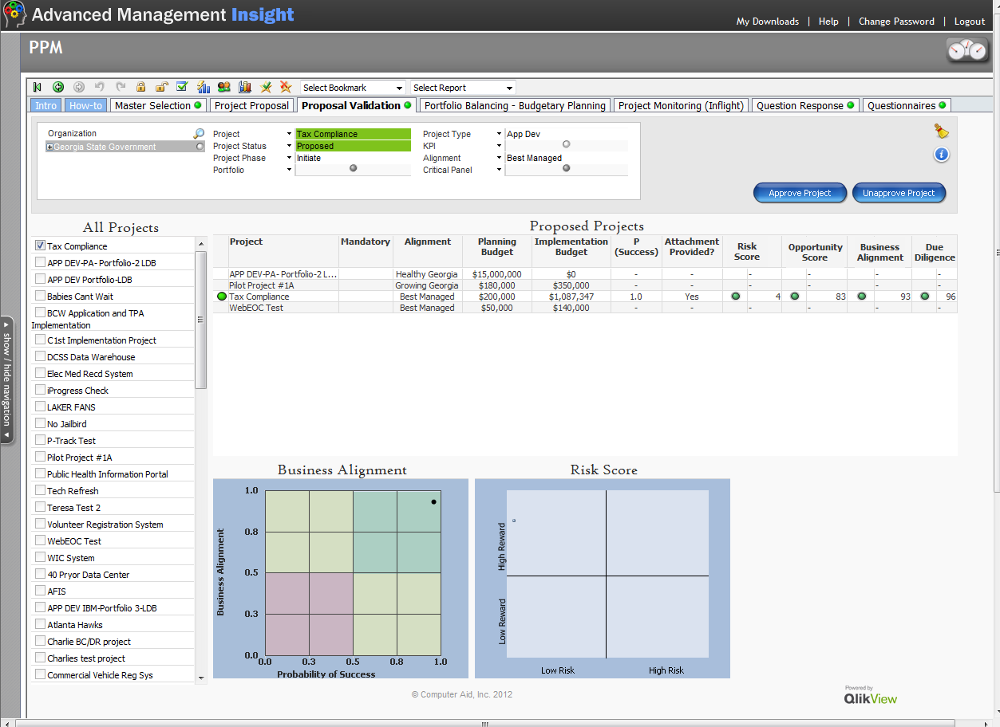 Advanced Management Insight
My Downloads | Help | Change Password | Logout
PPM
Select Bookmark Select Report
Intro How-to Master Selection Project Proposal Proposal Validation Portfolio Balancing - Budgetary Planning Project Monitoring (Inflight) Question Response Questionnaires
Organization
Georgia State Government
Project Tax Compliance
Project Status Proposed
Project Phase Initiate
Portfolio
Project Type App Dev
KPI
Alignment Best Managed
Critical Panel
Approve Project Unapprove Project
show / hide navigation
All Projects
Tax Compliance
APP DEV-PA- Portfolio-2 LDB
APP DEV Portfolio-LDB
Babies Cant Wait
BCW Application and TPA
Implementation
C1st Implementation Project
DCSS Data Warehouse
Elec Med Recd System
iProgress Check
LAKER FANS
No Jailbird
P-Track Test
Pilot Project #1A
Public Health Information Portal
Tech Refresh
Teresa Test 2
Volunteer Registration System
WebEOC Test
WIC System
40 Pryor Data Center
AFIS
APP DEV IBM-Portfolio 3-LDB
Atlanta Hawks
Charlie BC/DR project
Charlies test project
Commercial Vehicle Reg Sys
Proposed Projects
Project Mandatory Alignment Planning Budget Implementation Budget P (Success) Attachment Provided? Risk Score Opportunity Score Business Alignment Due Diligence
APP DEV-PA- Portfolio-2 L... Healthy Georgia $15,000,000 $0 - - - - - -
Pilot Project #1A Growing Georgia $180,000 $350,000 - - - - - -
Tax Compliance Best Managed $200,000 $1,087,347 1.0 Yes 4 83 93 96
WebEOC Test Best Managed $50,000 $140,000 - - - - - -
Business Alignment
Business Alignment
1.0
0.8
0.5
0.3
0.0
0.0 0.3 0.5 0.8 1.0
Probability of Success
Risk Score
High Reward
Low Reward
Low Risk High Risk
© Computer Aid, Inc. 2012
Powered by
QlikView